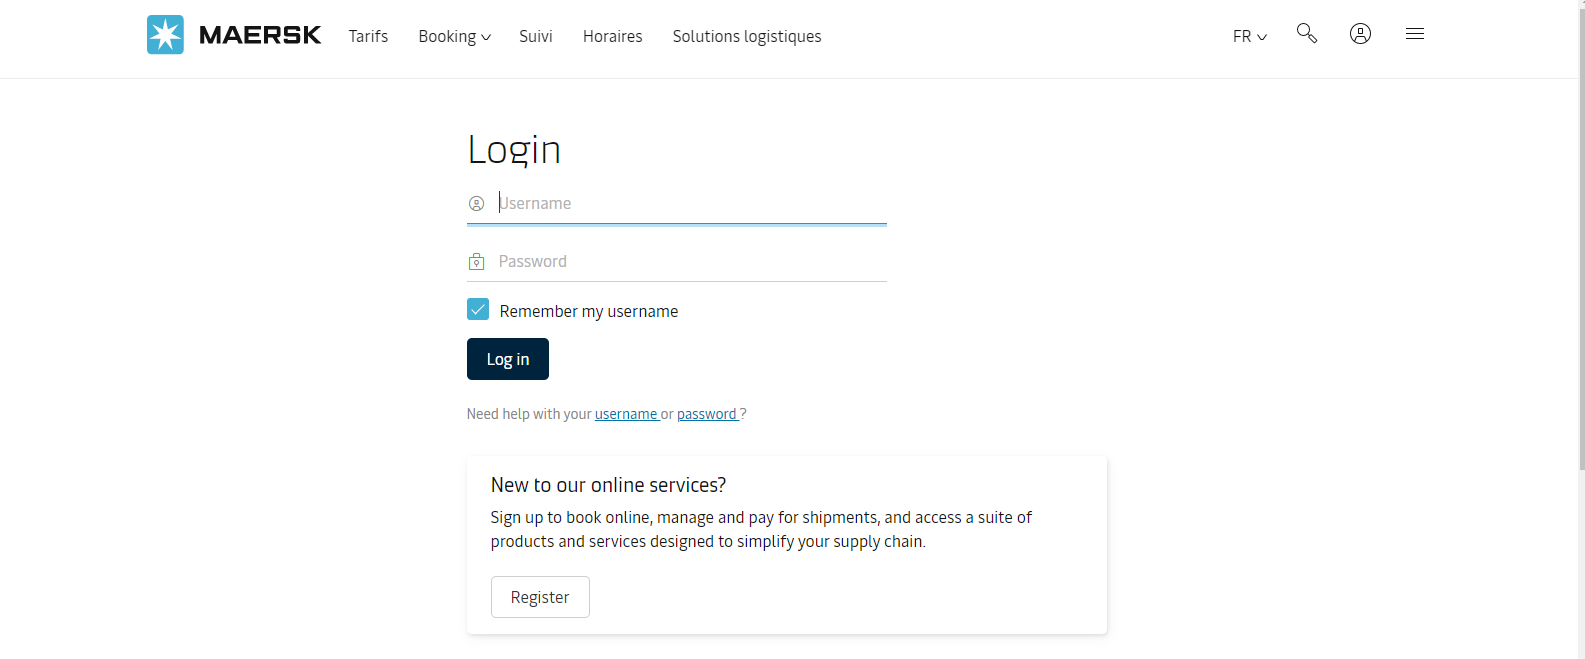 MAERSK Tarifs Booking Suivi Horaires Solutions logistiques FR
Login
Username
Password
Remember my username
Log in
Need help with your username or password ?
New to our online services?
Sign up to book online, manage and pay for shipments, and access a suite of
products and services designed to simplify your supply chain.
Register